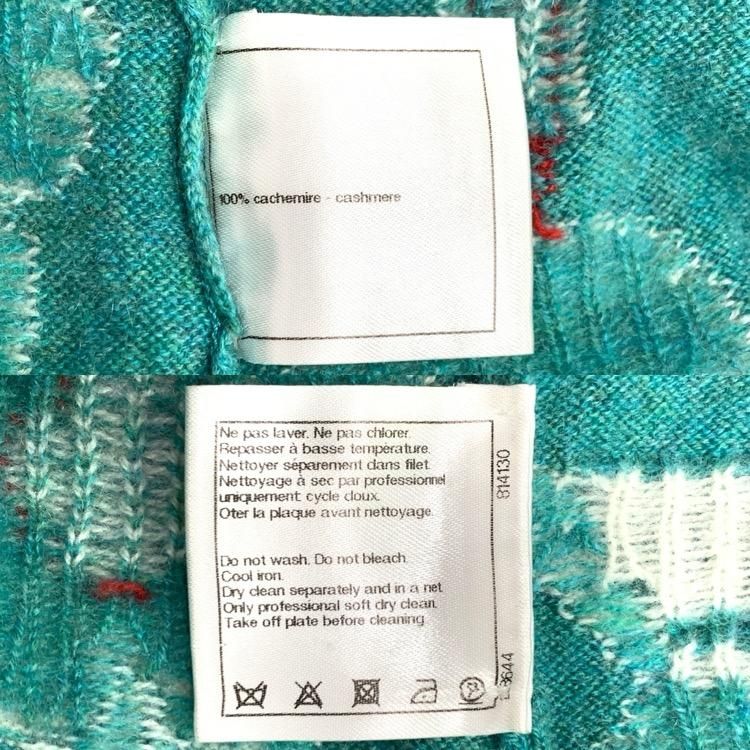 100% cachemire - cashmere
Ne pas laver. Ne pas chlorer.
Repasser à basse température.
Nettoyer séparement dans filet
Nettoyage à sec par professionnel
uniquement cycle doux.
Oter la plaque avant nettoyage.
Do not wash. Do not bleach.
Cool iron.
Dry clean separately and in a net
Only professional soft dry clean.
Take off plate before cleaning
814130